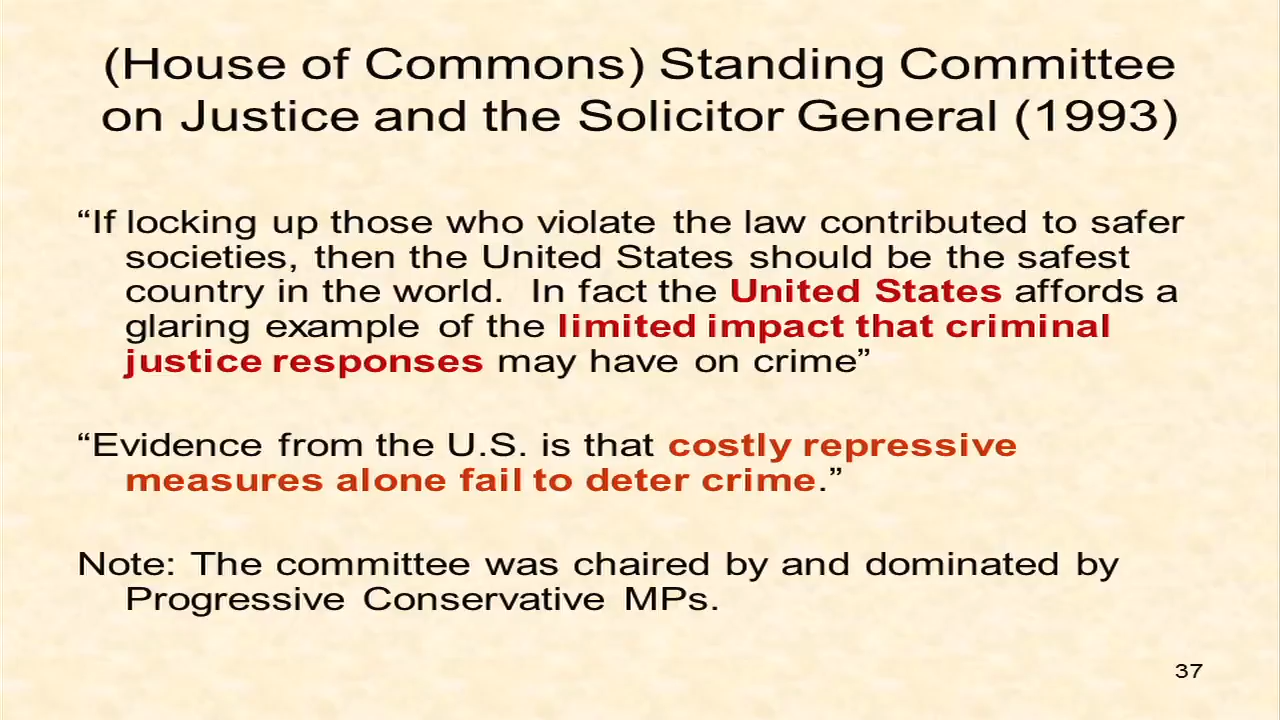 (House of Commons) Standing Committee
on Justice and the Solicitor General (1993)
“If locking up those who violate the law contributed to safer
societies, then the United States should be the safest
country in the world. In fact the United States affords a
glaring example of the limited impact that criminal
justice responses may have on crime”
“Evidence from the U.S. is that costly repressive
measures alone fail to deter crime.”
Note: The committee was chaired by and dominated by
Progressive Conservative MPs.
37